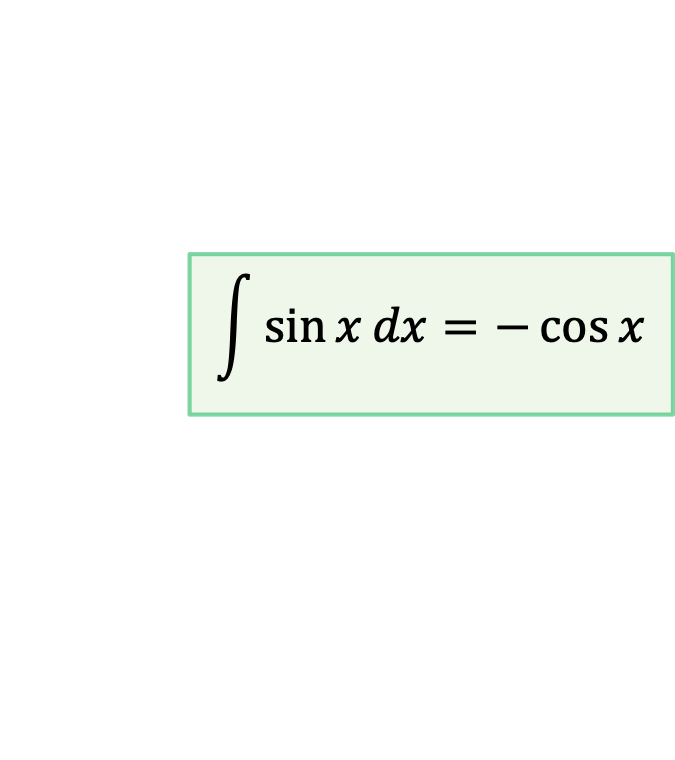 ∫ sin x dx = − cos x